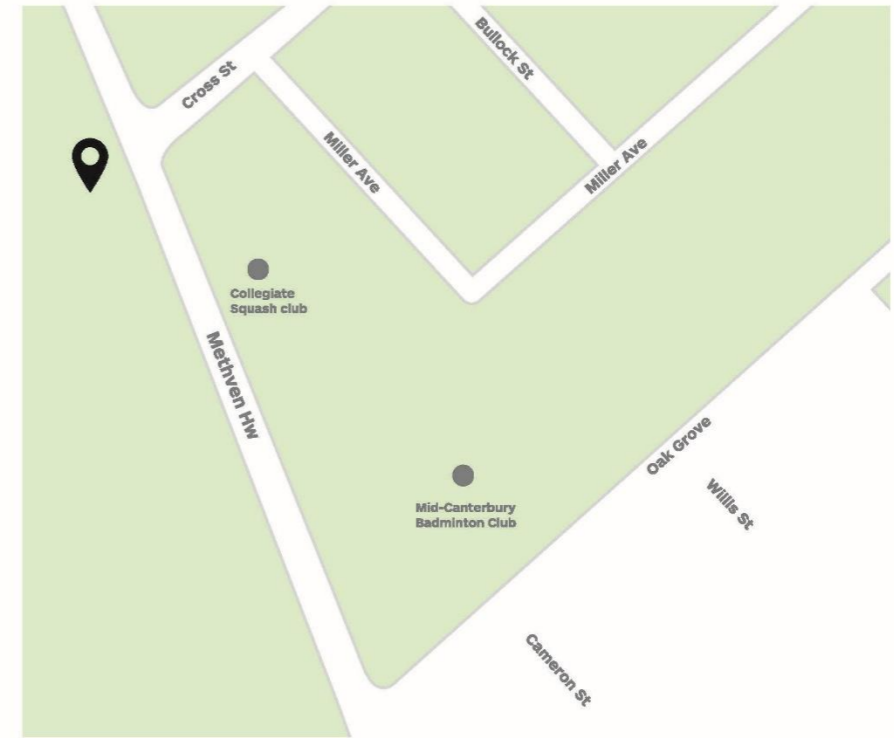 Bullock St
Cross St
Miller Ave
Miller Ave
Collegiate
Squash club
Methven Hw
Oak Grove
Willis St
Mid-Canterbury
Badminton Club
Cameron St